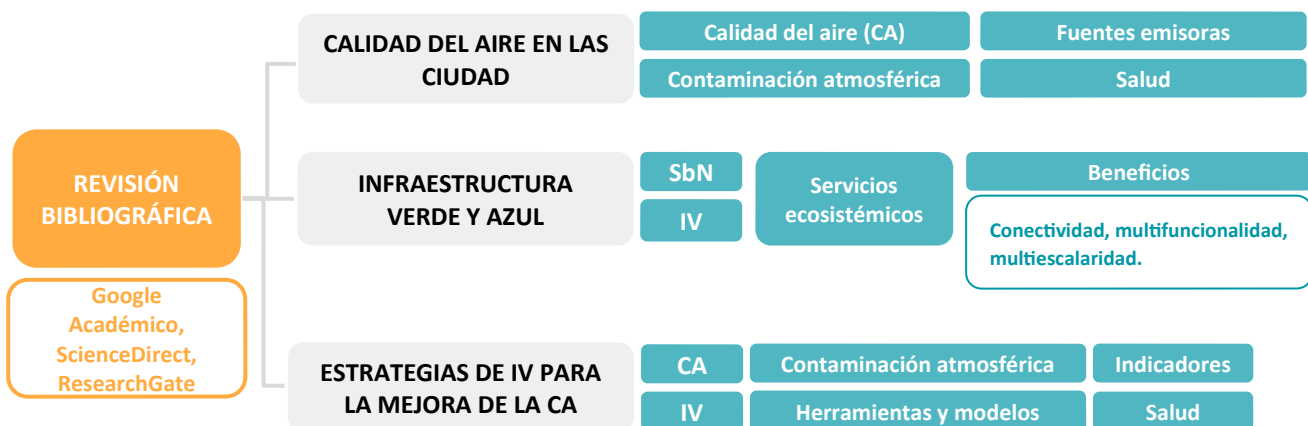 REVISIÓN
BIBLIOGRÁFICA
Google
Académico,
ScienceDirect,
ResearchGate
CALIDAD DEL AIRE EN LAS
CIUDAD
Calidad del aire (CA)
Fuentes emisoras
Contaminación atmosférica
Salud
INFRAESTRUCTURA
VERDE Y AZUL
SbN
IV
Servicios
ecosistémicos
Beneficios
Conectividad, multifuncionalidad,
multiescalaridad.
ESTRATEGIAS DE IV PARA
LA MEJORA DE LA CA
CA
Contaminación atmosférica
Indicadores
IV
Herramientas y modelos
Salud